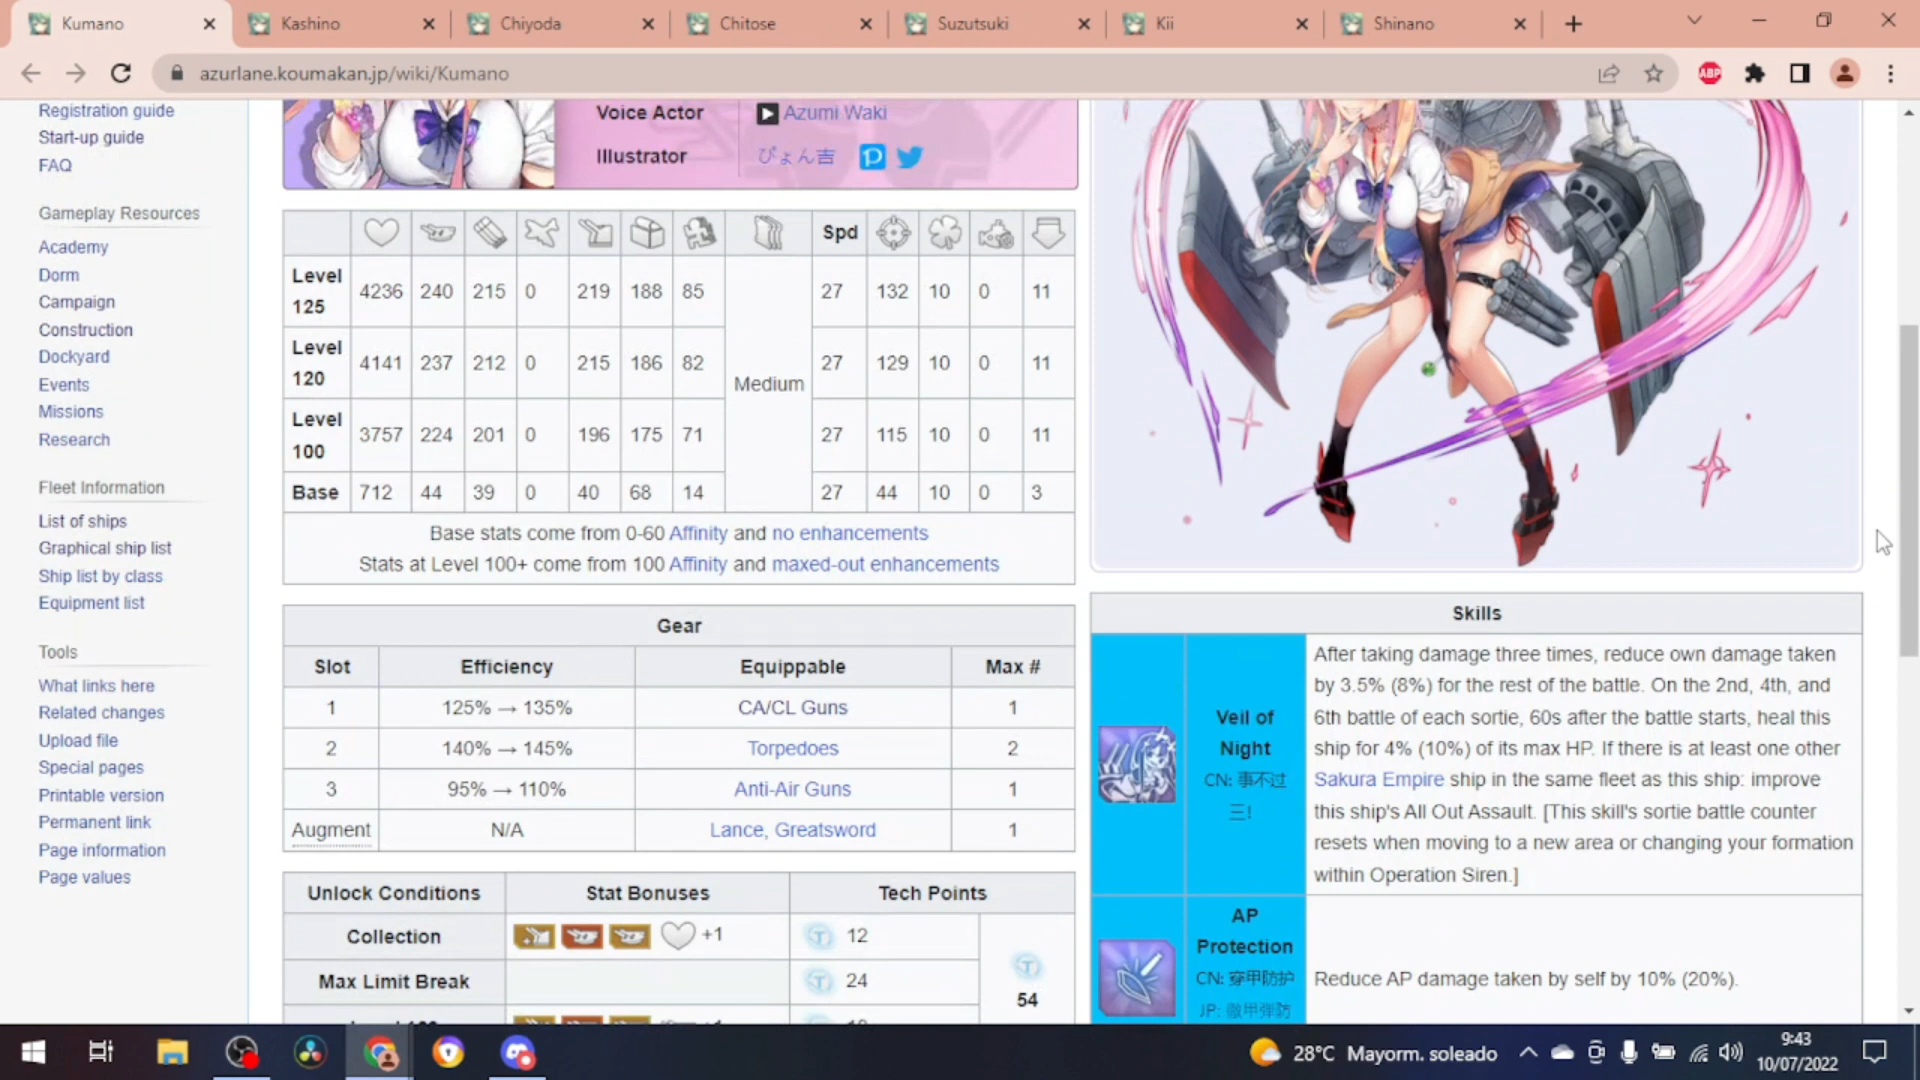 Kumano
Kashino
Chiyoda
Chitose
Suzutsuki
Kii
Shinano
azurlane.koumakan.jp/wiki/Kumano
ABP
Registration guide
Start-up guide
FAQ
Gameplay Resources
Academy
Dorm
Campaign
Construction
Dockyard
Events
Missions
Research
Fleet Information
List of ships
Graphical ship list
Ship list by class
Equipment list
Tools
What links here
Related changes
Upload file
Special pages
Printable version
Permanent link
Page information
Page values
Voice Actor Azumi Waki
Illustrator ぴょん吉
Spd
Level 125 4236 240 215 0 219 188 85 Medium 27 132 10 0 11
Level 120 4141 237 212 0 215 186 82 27 129 10 0 11
Level 100 3757 224 201 0 196 175 71 27 115 10 0 11
Base 712 44 39 0 40 68 14 27 44 10 0 3
Base stats come from 0-60 Affinity and no enhancements
Stats at Level 100+ come from 100 Affinity and maxed-out enhancements
Gear
Slot Efficiency Equippable Max #
1 125% → 135% CA/CL Guns 1
2 140% → 145% Torpedoes 2
3 95% → 110% Anti-Air Guns 1
Augment N/A Lance, Greatsword 1
Unlock Conditions Stat Bonuses Tech Points
Collection +1 12
Max Limit Break 24
54
Skills
Veil of
Night
CN: 事不过
三!
After taking damage three times, reduce own damage taken
by 3.5% (8%) for the rest of the battle. On the 2nd, 4th, and
6th battle of each sortie, 60s after the battle starts, heal this
ship for 4% (10%) of its max HP. If there is at least one other
Sakura Empire ship in the same fleet as this ship: improve
this ship's All Out Assault. [This skill's sortie battle counter
resets when moving to a new area or changing your formation
within Operation Siren.]
AP
Protection
CN: 穿甲防护
JP:
Reduce AP damage taken by self by 10% (20%).
28°C Mayorm. soleado
9:43
10/07/2022